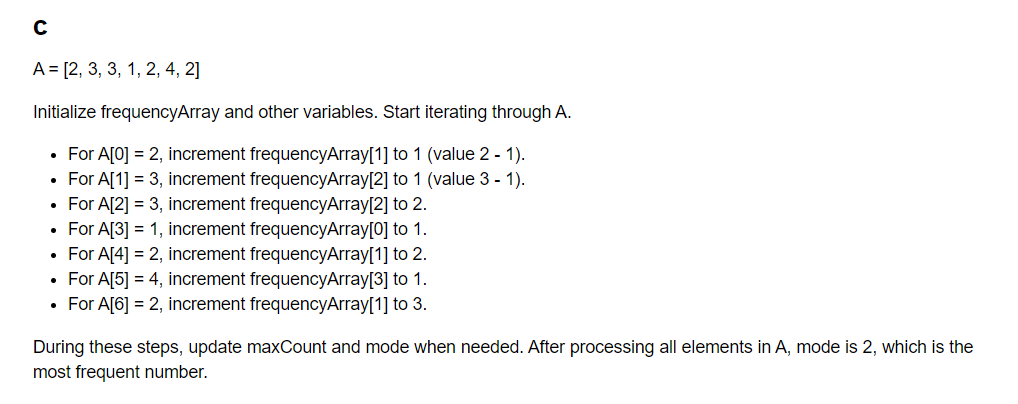 C
A = [2, 3, 3, 1, 2, 4, 2]
Initialize frequencyArray and other variables. Start iterating through A.
• For A[0] = 2, increment frequencyArray[1] to 1 (value 2 - 1).
• For A[1] = 3, increment frequencyArray[2] to 1 (value 3 - 1).
• For A[2] = 3, increment frequencyArray[2] to 2.
• For A[3] = 1, increment frequencyArray[0] to 1.
• For A[4] = 2, increment frequencyArray[1] to 2.
• For A[5] = 4, increment frequencyArray[3] to 1.
• For A[6] = 2, increment frequencyArray[1] to 3.
During these steps, update maxCount and mode when needed. After processing all elements in A, mode is 2, which is the
most frequent number.